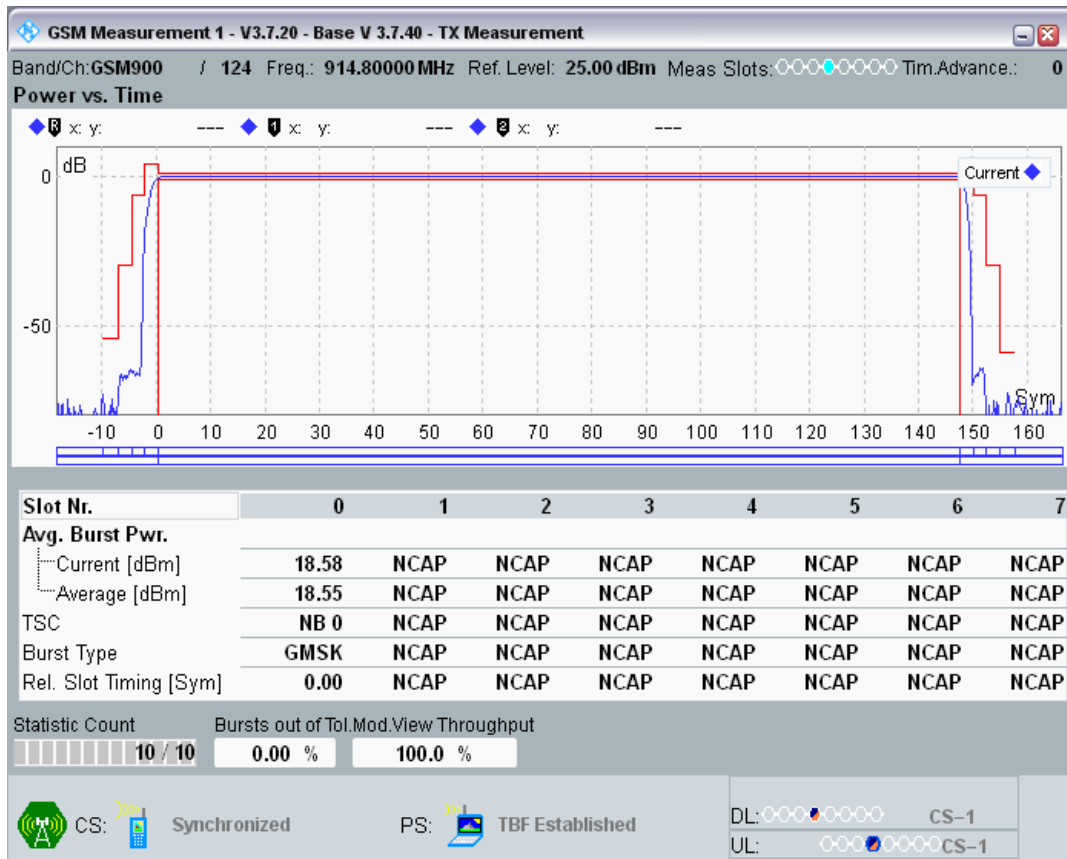 GSM Measurement 1 - V3.7.20 - Base V 3.7.40 - TX Measurement
Band/Ch:GSM900 / 124 Freq.: 914.80000 MHz Ref. Level: 25.00 dBm Meas Slots: Tim.Advance.: 0
Power vs. Time
R x: y: --- 1 x: y: --- 2 x: y: ---
dB
Current
0
-50
Sym
-10 0 10 20 30 40 50 60 70 80 90 100 110 120 130 140 150 160
Slot Nr. 0 1 2 3 4 5 6 7
Avg. Burst Pwr.
Current [dBm] 18.58 NCAP NCAP NCAP NCAP NCAP NCAP NCAP
Average [dBm] 18.55 NCAP NCAP NCAP NCAP NCAP NCAP NCAP
TSC NB 0 NCAP NCAP NCAP NCAP NCAP NCAP NCAP
Burst Type GMSK NCAP NCAP NCAP NCAP NCAP NCAP NCAP
Rel. Slot Timing [Sym] 0.00 NCAP NCAP NCAP NCAP NCAP NCAP NCAP
Statistic Count Bursts out of Tol.Mod.View Throughput
10 / 10 0.00 % 100.0 %
CS: Synchronized PS: TBF Established
DL: CS-1
UL: CS-1